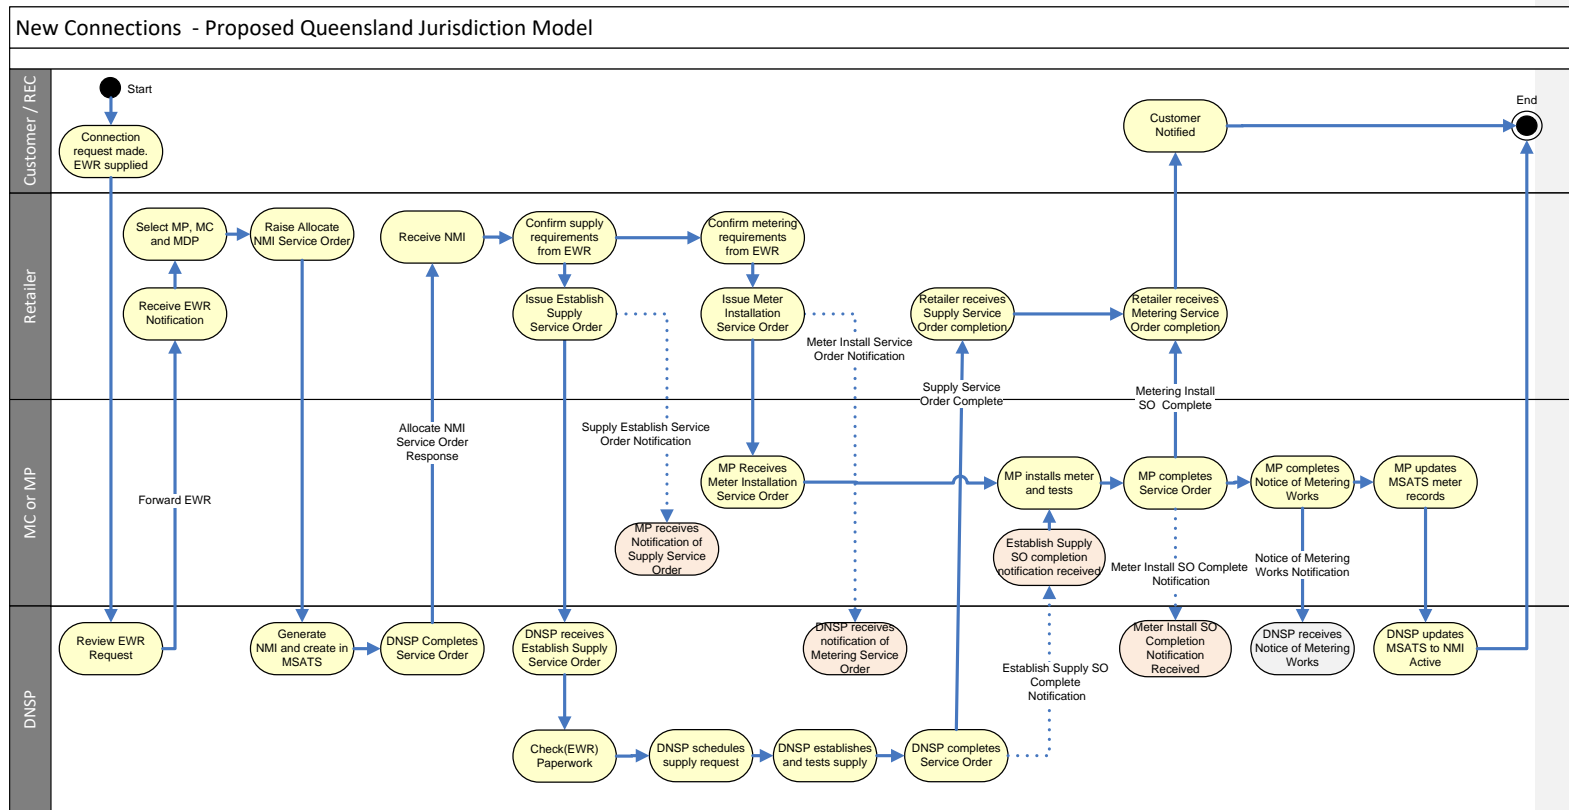 New Connections - Proposed Queensland Jurisdiction Model
Customer / REC
Start
Connection
request made.
EWR supplied
Customer
Notified
End
Retailer
Select MP, MC
and MDP
Raise Allocate
NMI Service Order
Receive NMI
Confirm supply
requirements
from EWR
Confirm metering
requirements
from EWR
Receive EWR
Notification
Issue Establish
Supply
Service Order
Issue Meter
Installation
Service Order
Meter Install Service
Order Notification
Retailer receives
Supply Service
Order completion
Retailer receives
Metering Service
Order completion
Supply Service
Order Complete
Metering Install
SO Complete
MC or MP
Allocate NMI
Service Order
Response
Supply Establish Service
Order Notification
Forward EWR
MP Receives
Meter Installation
Service Order
MP installs meter
and tests
MP completes
Service Order
MP completes
Notice of Metering
Works
MP updates
MSATS meter
records
MP receives
Notification of
Supply Service
Order
Establish Supply
SO completion
notification received
Meter Install SO Complete
Notification
Notice of Metering
Works Notification
DNSP
Review EWR
Request
Generate
NMI and create in
MSATS
DNSP Completes
Service Order
DNSP receives
Establish Supply
Service Order
DNSP receives
notification of
Metering Service
Order
Establish Supply SO
Complete
Notification
Meter Install SO
Completion
Notification
Received
DNSP receives
Notice of Metering
Works
DNSP updates
MSATS to NMI
Active
Check(EWR)
Paperwork
DNSP schedules
supply request
DNSP establishes
and tests supply
DNSP completes
Service Order